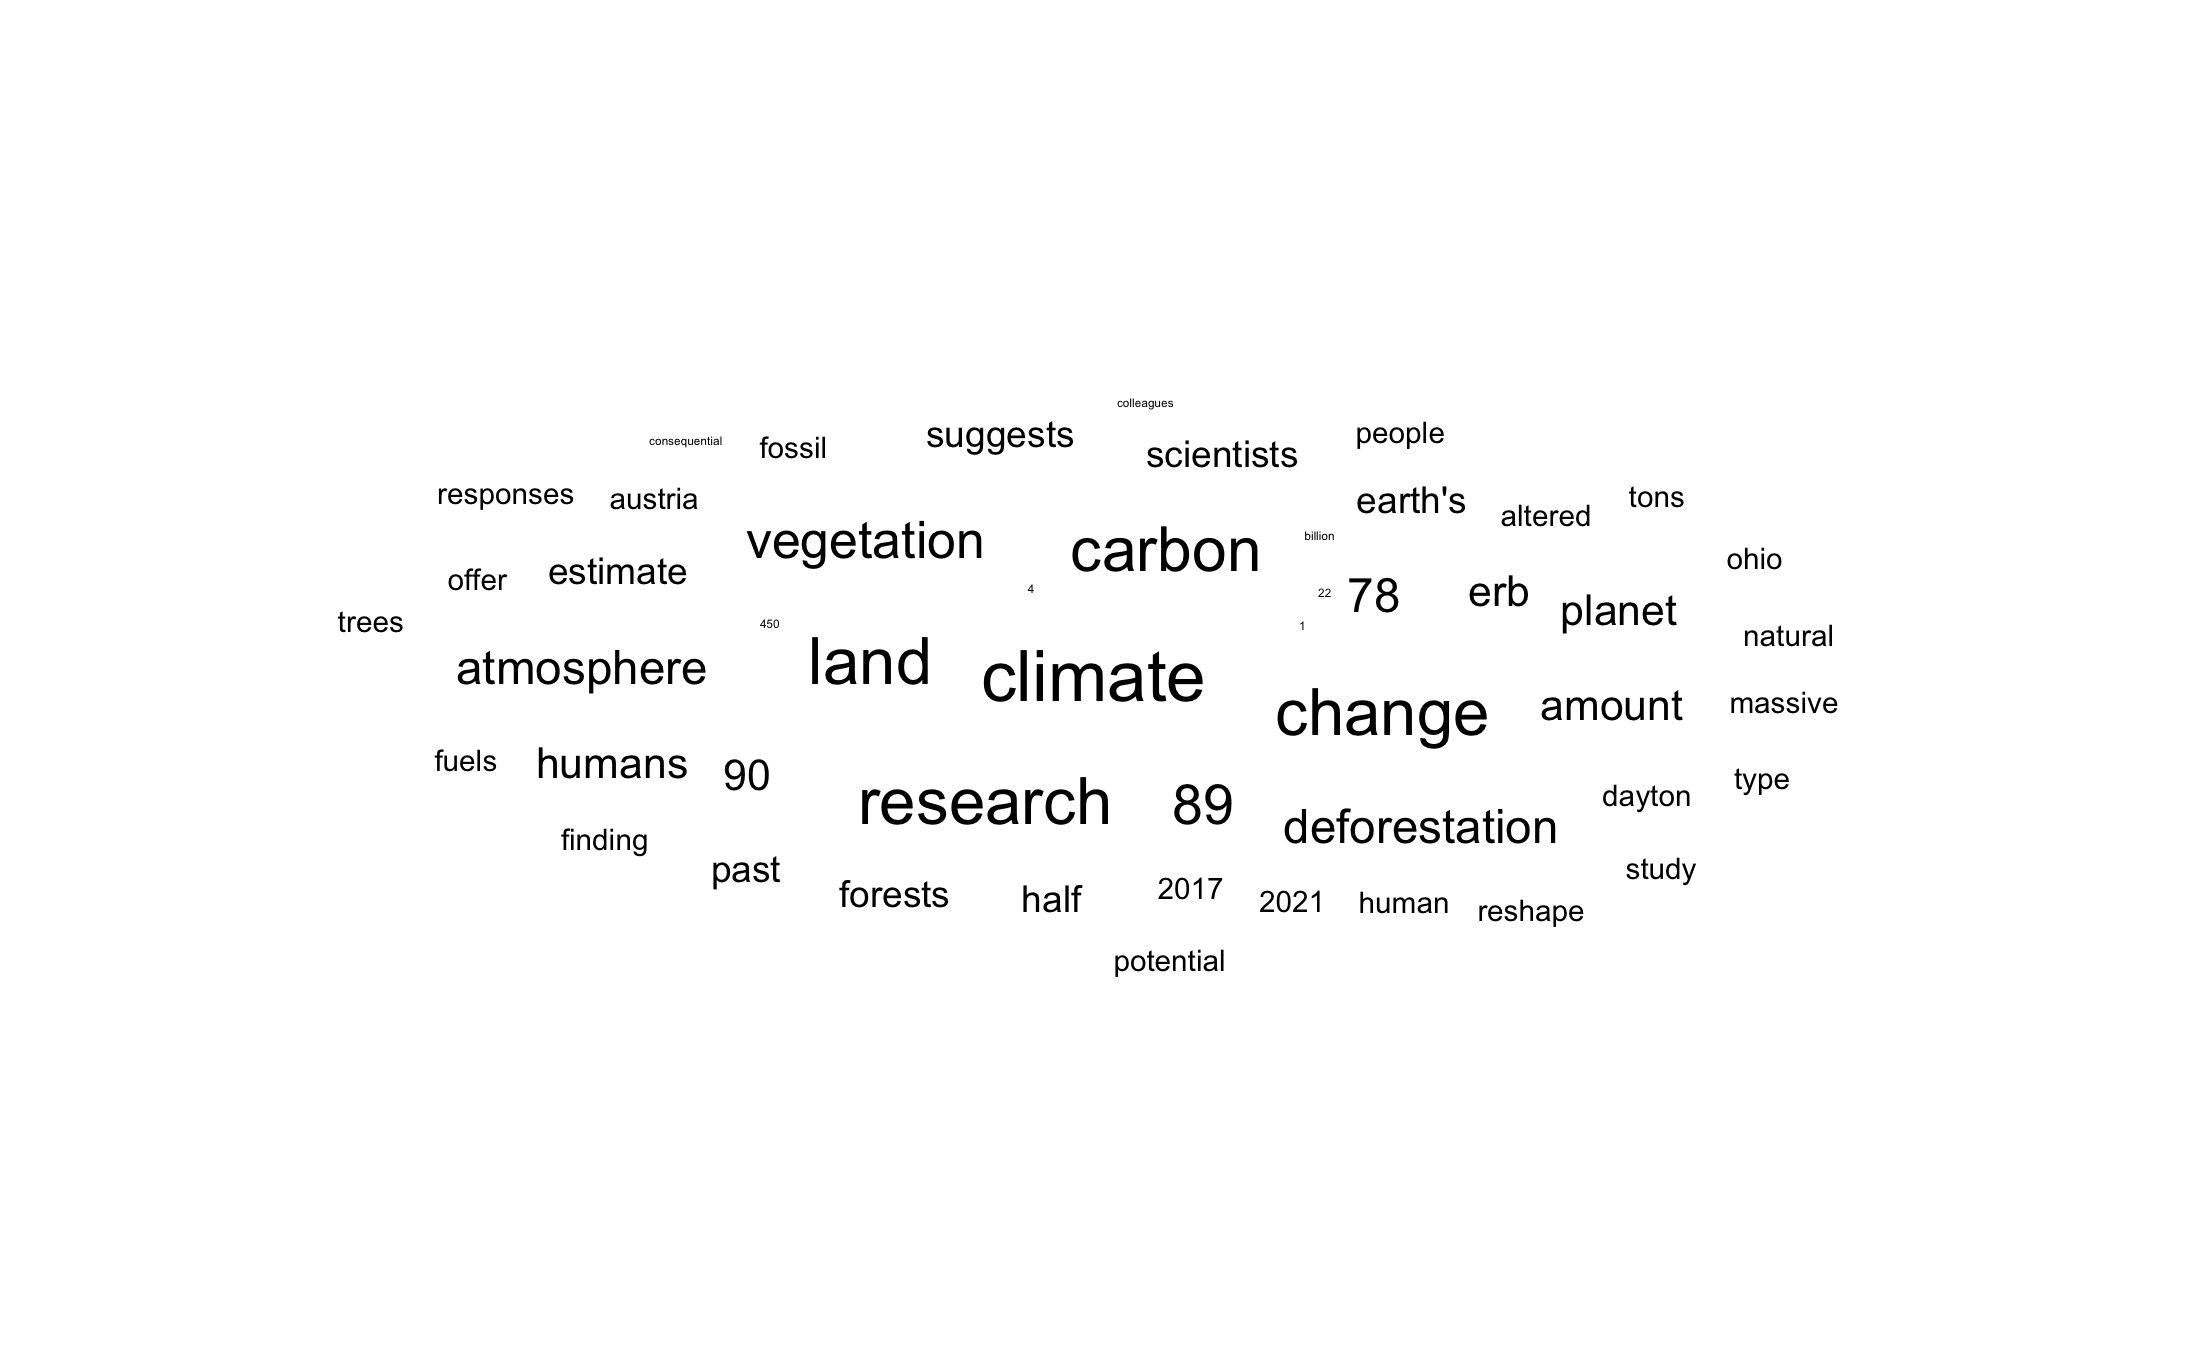 colleagues
consequential fossil suggests scientists people
responses austria earth's altered tons
vegetation carbon billion
offer estimate 4 22 78 erb planet ohio
trees 450 1 natural
atmosphere land climate change amount massive
fuels humans 90 research 89 deforestation dayton type
finding past forests half 2017 2021 human reshape study
potential